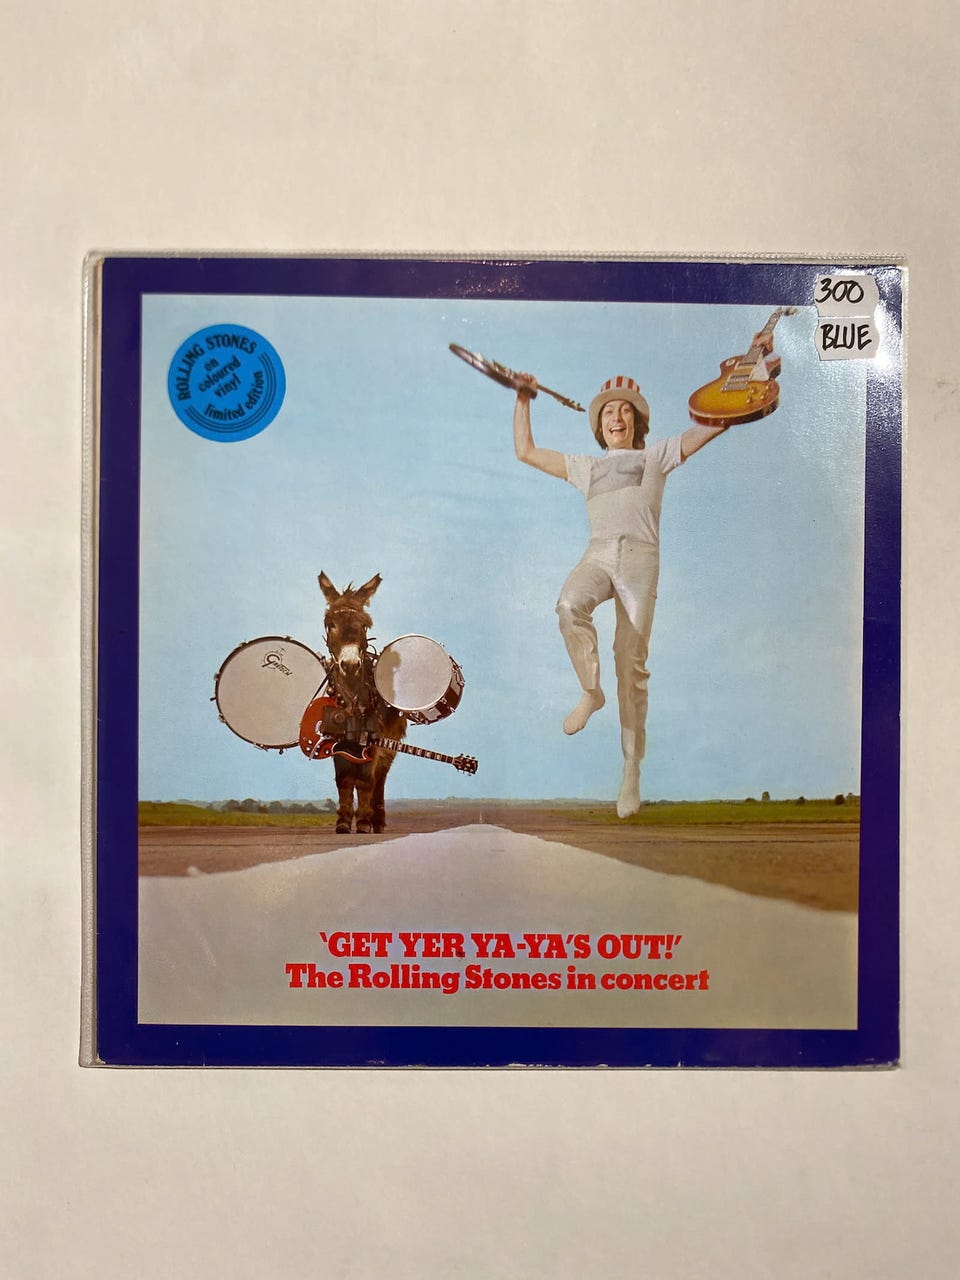 300
BLUE
ROLLING STONES
on
coloured
vinyl
limited edition
Gretsch
'GET YER YA-YA'S OUT!'
The Rolling Stones in concert